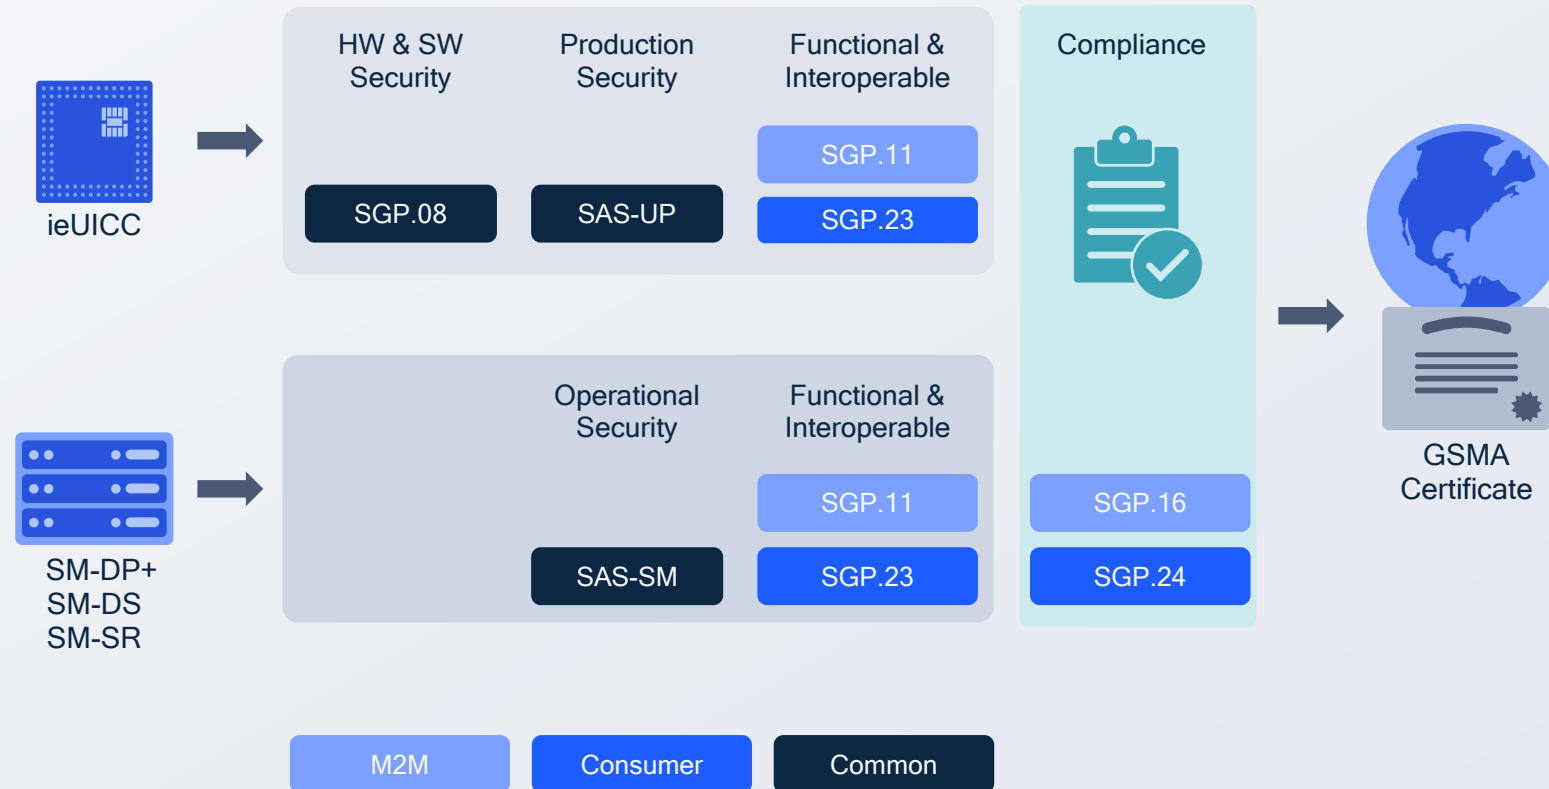 HW & SW
Security
Production
Security
Functional &
Interoperable
Compliance
SGP.11
SGP.08
SAS-UP
SGP.23
ieUICC
Operational
Security
Functional &
Interoperable
SGP.11
SGP.16
SAS-SM
SGP.23
SGP.24
GSMA
Certificate
SM-DP+
SM-DS
SM-SR
M2M
Consumer
Common